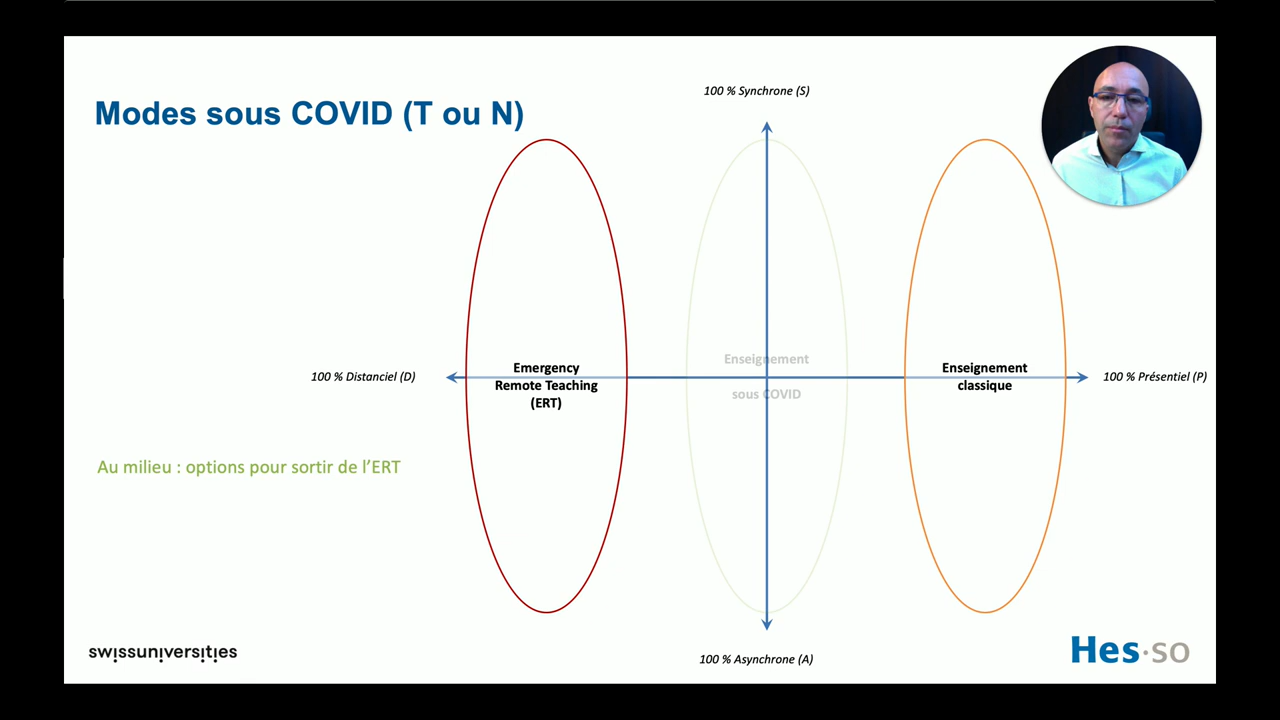 100 % Synchrone (S)
Modes sous COVID (T ou N)
Enseignement
sous COVID
Emergency
Remote Teaching
(ERT)
Enseignement
classique
100 % Distanciel (D)
100 % Présentiel (P)
Au milieu : options pour sortir de l’ERT
swissuniversities
100 % Asynchrone (A)
Hes·so